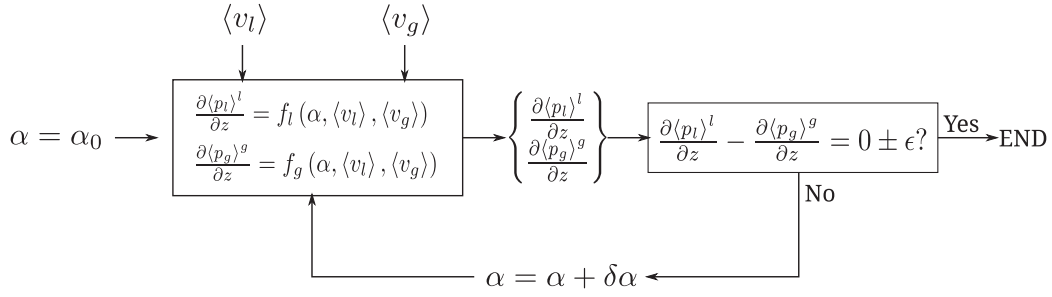 ⟨v_l⟩ ⟨v_g⟩
α = α₀
∂⟨p_l⟩^l/∂z = f_l (α, ⟨v_l⟩, ⟨v_g⟩)
∂⟨p_g⟩^g/∂z = f_g (α, ⟨v_l⟩, ⟨v_g⟩)
{∂⟨p_l⟩^l/∂z
∂⟨p_g⟩^g/∂z}
∂⟨p_l⟩^l/∂z − ∂⟨p_g⟩^g/∂z = 0 ± ϵ?
Yes
END
No
α = α + δα